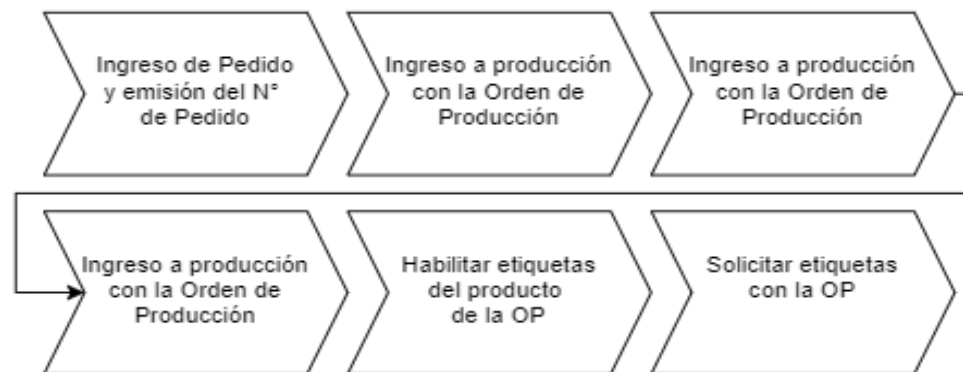 Ingreso de Pedido
y emisión del N°
de Pedido
Ingreso a producción
con la Orden de
Producción
Ingreso a producción
con la Orden de
Producción
Ingreso a producción
con la Orden de
Producción
Habilitar etiquetas
del producto
de la OP
Solicitar etiquetas
con la OP